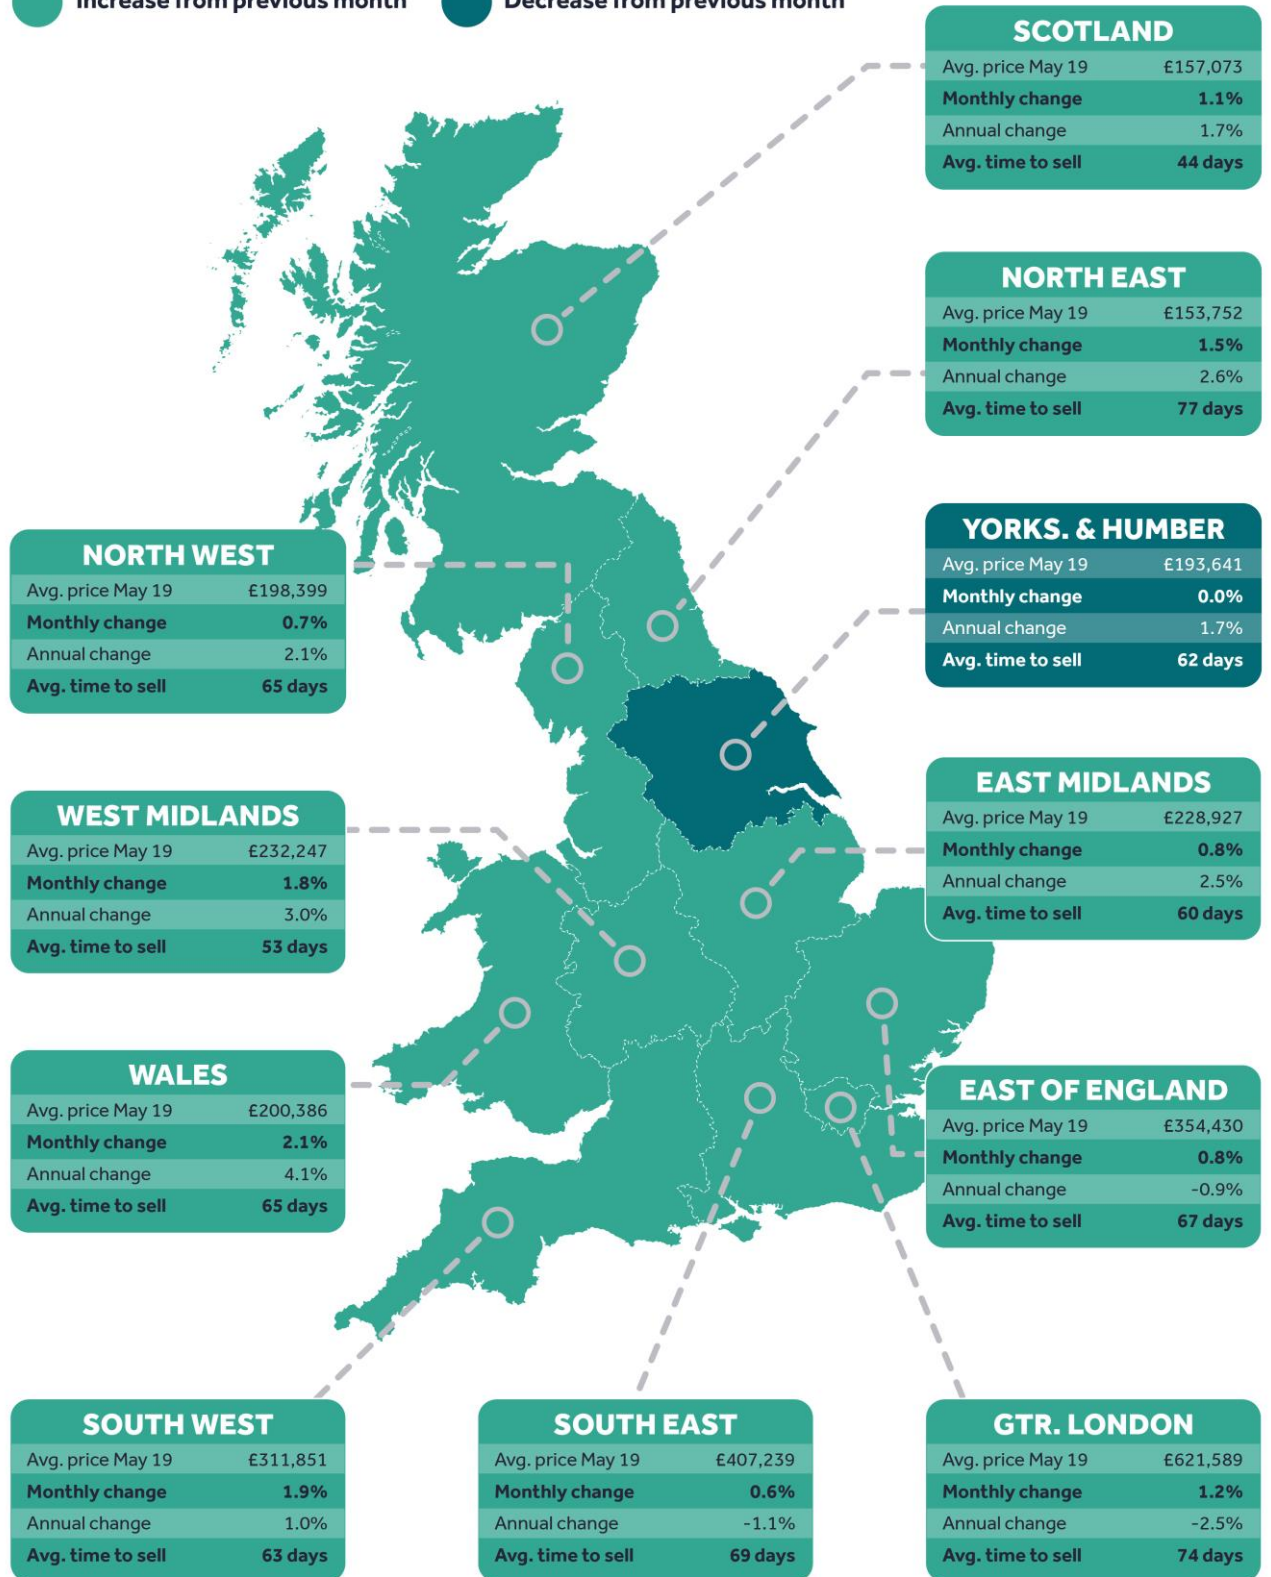 Increase from previous month
Decrease from previous month
SCOTLAND
Avg. price May 19 £157,073
Monthly change 1.1%
Annual change 1.7%
Avg. time to sell 44 days
NORTH EAST
Avg. price May 19 £153,752
Monthly change 1.5%
Annual change 2.6%
Avg. time to sell 77 days
YORKS. & HUMBER
Avg. price May 19 £193,641
Monthly change 0.0%
Annual change 1.7%
Avg. time to sell 62 days
NORTH WEST
Avg. price May 19 £198,399
Monthly change 0.7%
Annual change 2.1%
Avg. time to sell 65 days
EAST MIDLANDS
Avg. price May 19 £228,927
Monthly change 0.8%
Annual change 2.5%
Avg. time to sell 60 days
WEST MIDLANDS
Avg. price May 19 £232,247
Monthly change 1.8%
Annual change 3.0%
Avg. time to sell 53 days
WALES
Avg. price May 19 £200,386
Monthly change 2.1%
Annual change 4.1%
Avg. time to sell 65 days
EAST OF ENGLAND
Avg. price May 19 £354,430
Monthly change 0.8%
Annual change -0.9%
Avg. time to sell 67 days
SOUTH WEST
Avg. price May 19 £311,851
Monthly change 1.9%
Annual change 1.0%
Avg. time to sell 63 days
SOUTH EAST
Avg. price May 19 £407,239
Monthly change 0.6%
Annual change -1.1%
Avg. time to sell 69 days
GTR. LONDON
Avg. price May 19 £621,589
Monthly change 1.2%
Annual change -2.5%
Avg. time to sell 74 days